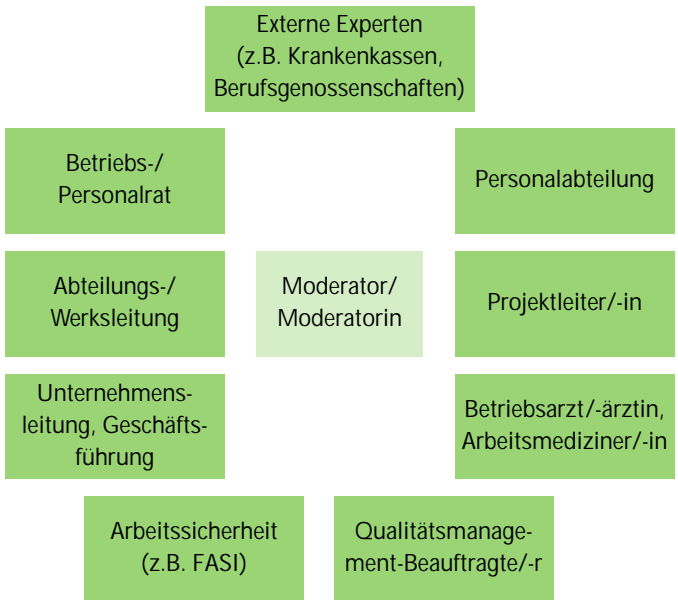 Externe Experten
(z.B. Krankenkassen,
Berufsgenossenschaften)
Betriebs-/
Personalrat
Personalabteilung
Abteilungs-/
Werksleitung
Moderator/
Moderatorin
Projektleiter/-in
Unternehmens-
leitung, Geschäfts-
führung
Betriebsarzt/-ärztin,
Arbeitsmediziner/-in
Arbeitssicherheit
(z.B. FASI)
Qualitätsmanage-
ment-Beauftragte/-r